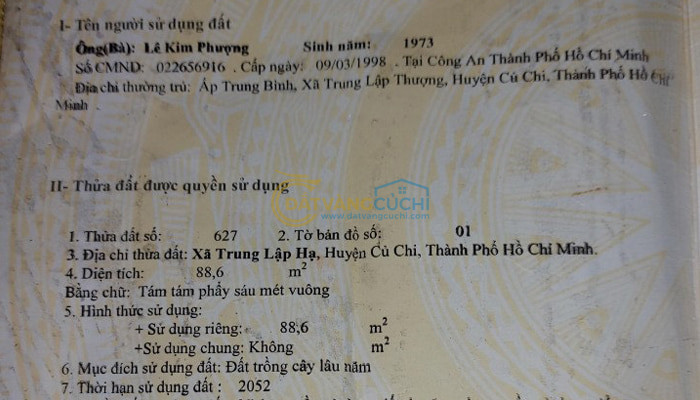 I- Tên người sử dụng đất
Ông(Bà): Lê Kim Phượng Sinh năm: 1973
Số CMND: 022656916 . Cấp ngày: 09/03/1998 . Tại Công An Thành Phố Hồ Chí Minh
Địa chỉ thường trú: Ấp Trung Bình, Xã Trung Lập Thượng, Huyện Củ Chi, Thành Phố Hồ Chí
Minh .
II- Thửa đất được quyền sử dụng
DATVANGCUCHI
www.datvangcuchi.com
1. Thửa đất số: 627 2. Tờ bản đồ số: 01
3. Địa chỉ thửa đất: Xã Trung Lập Hạ, Huyện Củ Chi, Thành Phố Hồ Chí Minh.
4. Diện tích: 88,6 m²
Bằng chữ: Tám tám phẩy sáu mét vuông
5. Hình thức sử dụng:
+ Sử dụng riêng: 88,6 m²
+Sử dụng chung: Không m²
6. Mục đích sử dụng đất: Đất trồng cây lâu năm
7. Thời hạn sử dụng đất : 2052